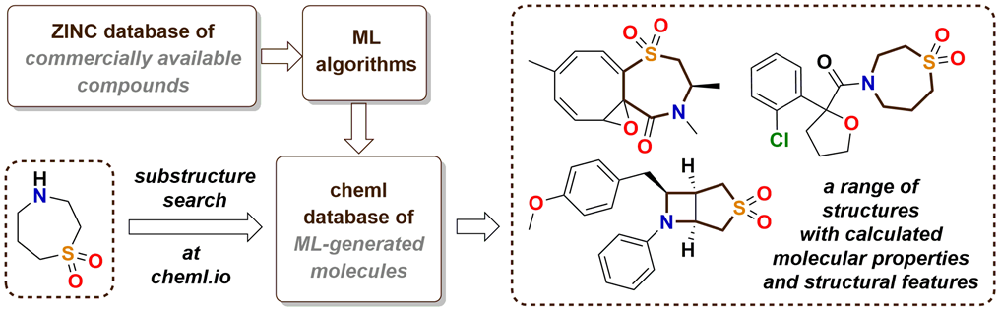 ZINC database of
commercially available
compounds
ML
algorithms
H
N
S
O
O
substructure
search
at
cheml.io
cheml
database of
ML-generated
molecules
O
O
S
N
O
O
O
O
S
N
O
O
Cl
H
O
S
O
O
N
H
a range of
structures
with calculated
molecular properties
and structural features